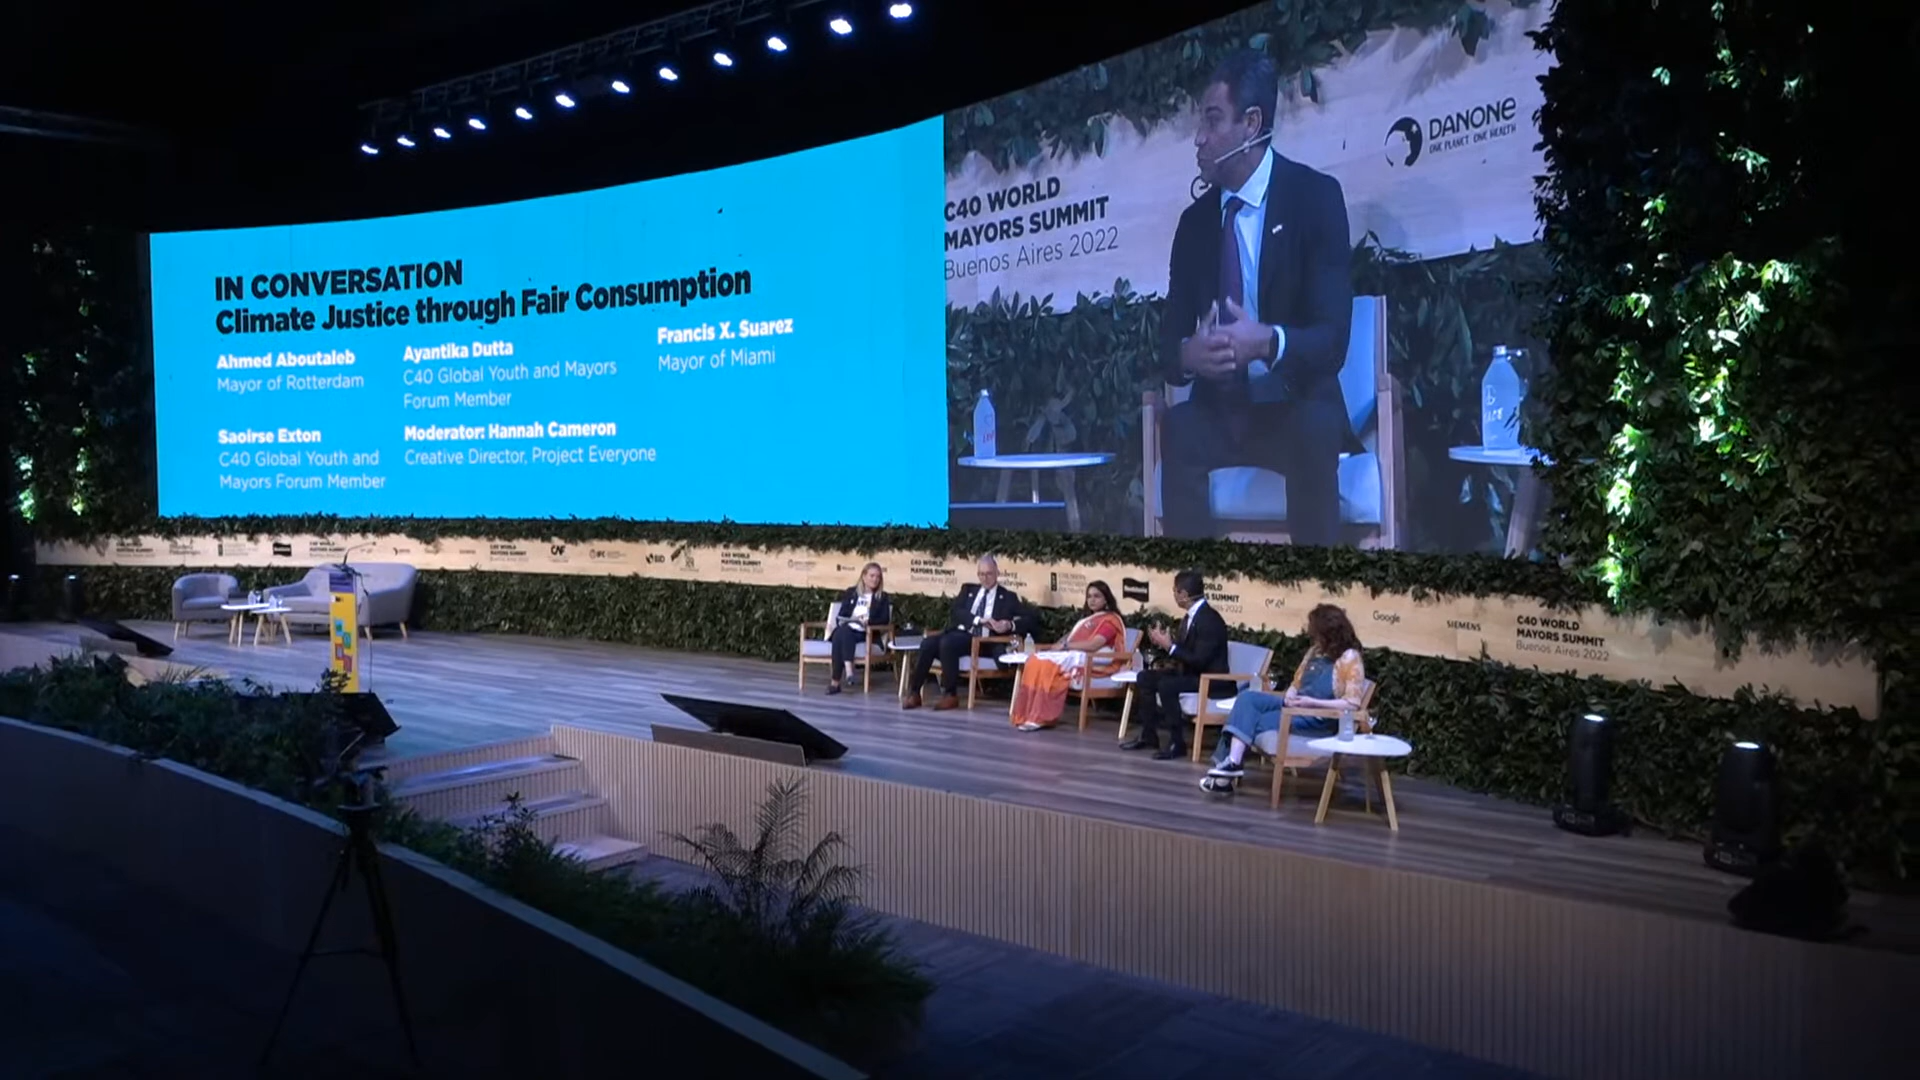 IN CONVERSATION
Climate Justice through Fair Consumption
Ahmed Aboutaleb
Mayor of Rotterdam
Ayantika Dutta
C40 Global Youth and Mayors
Forum Member
Francis X. Suarez
Mayor of Miami
Saoirse Exton
C40 Global Youth and
Mayors Forum Member
Moderator: Hannah Cameron
Creative Director, Project Everyone
C40 WORLD
MAYORS SUMMIT
Buenos Aires 2022
DANONE
ONE PLANET. ONE HEALTH
CAF
IFC
BID
C40 WORLD
MAYORS SUMMIT
Buenos Aires 2022
Google
SIEMENS
C40 WORLD
MAYORS SUMMIT
Buenos Aires 2022